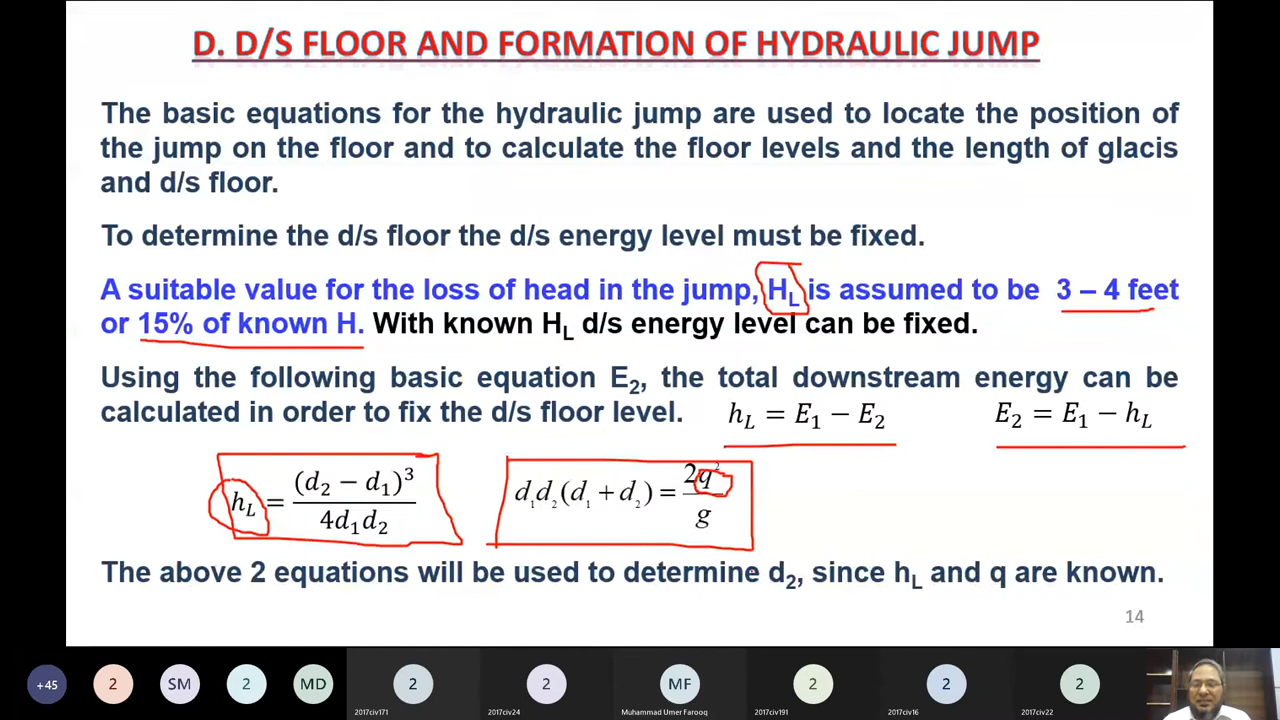 D. D/S FLOOR AND FORMATION OF HYDRAULIC JUMP
The basic equations for the hydraulic jump are used to locate the position of
the jump on the floor and to calculate the floor levels and the length of glacis
and d/s floor.
To determine the d/s floor the d/s energy level must be fixed.
A suitable value for the loss of head in the jump, H_L is assumed to be 3 – 4 feet
or 15% of known H. With known H_L d/s energy level can be fixed.
Using the following basic equation E₂, the total downstream energy can be
calculated in order to fix the d/s floor level. h_L = E₁ − E₂ E₂ = E₁ − h_L
h_L = (d₂ − d₁)³ / 4d₁d₂ d₁d₂(d₁ + d₂) = 2q² / g
The above 2 equations will be used to determine d₂, since h_L and q are known.
14
+45 2 SM 2 MD 2 2 MF 2 2 2
2017civ171 2017civ24 Muhammad Umer Farooq 2017civ191 2017civ16 2017civ22